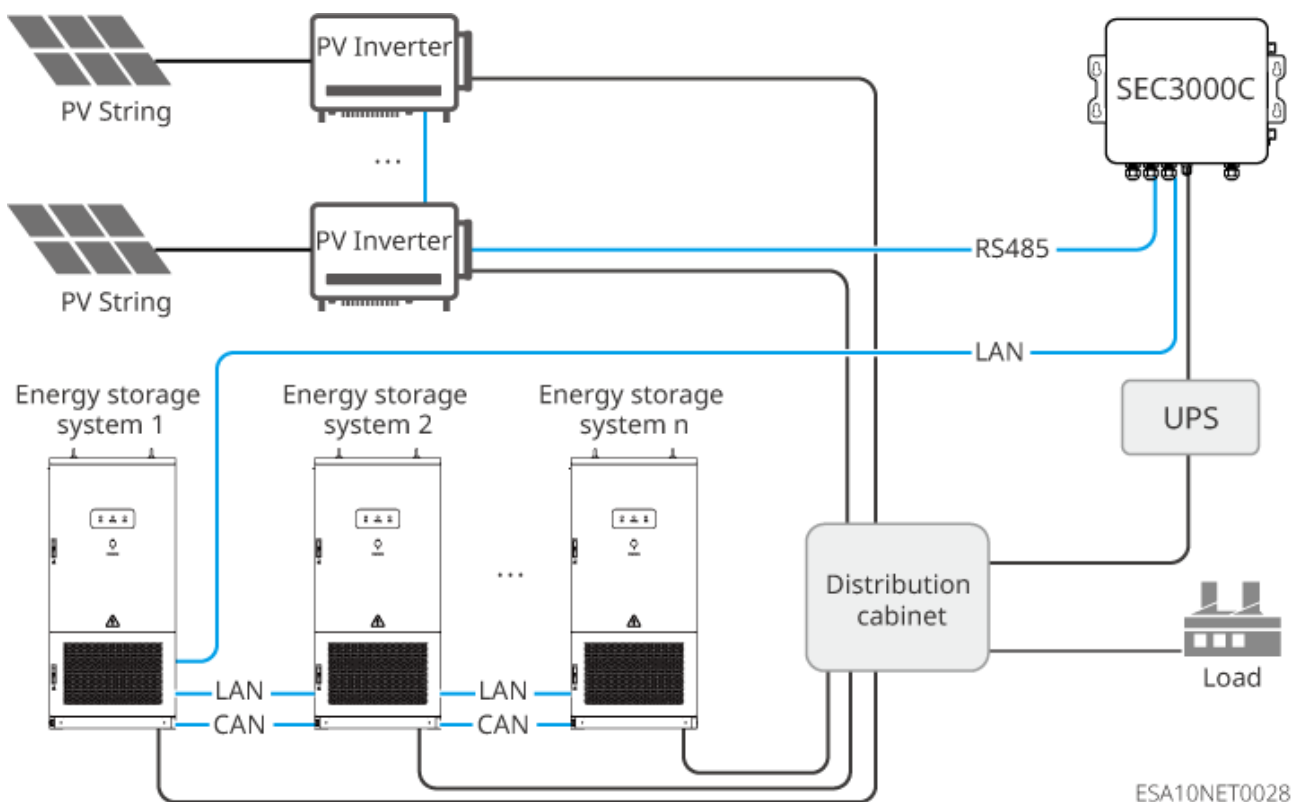 PV Inverter
SEC3000C
PV String
...
PV Inverter
RS485
PV String
LAN
Energy storage
system 1
Energy storage
system 2
Energy storage
system n
UPS
...
Distribution
cabinet
LAN
LAN
Load
CAN
CAN
ESA10NET0028